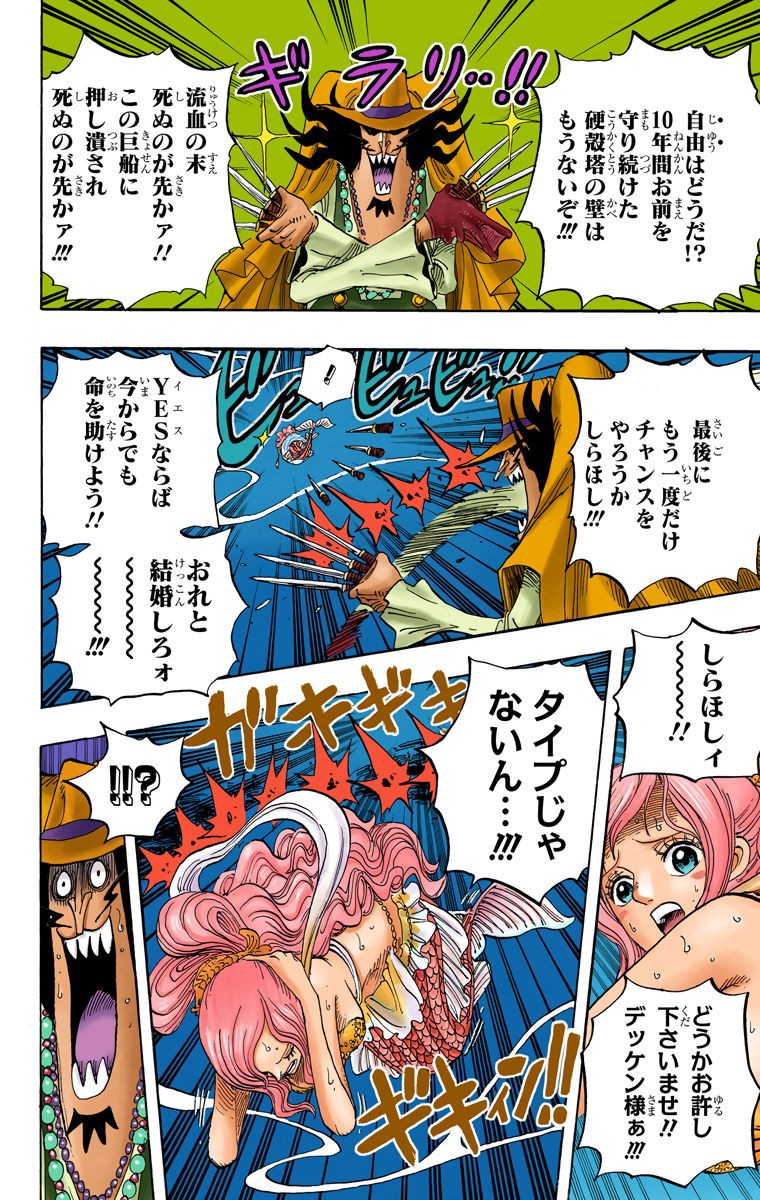 自由はどうだ!?
10年間お前を
守り続けた
硬殻塔の壁は
もうないぞ!!!
ギラリ…!!
流血の末
死ぬのが先かァ!!
この巨船に
押し潰され
死ぬのが先かァ!!!
最後に
もう一度だけ
チャンスを
やろうか
しらほし!!!
!
ビュビュビュ!!
YESならば
今からでも
命を助けよう!!
おれと
結婚しろォ
〜〜〜〜
〜〜〜!!!
しらほしィ
〜〜〜!!
どうかお許し
下さいませ!!
デッケン様ぁ!!!
タイプじゃ
ないん…!!!
ガキギギ
ギキィン!!
!!?